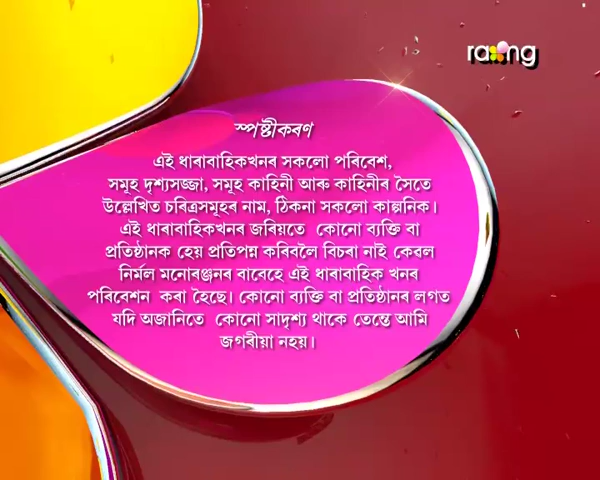 rang
স্পষ্টীকৰণ
এই ধাৰাবাহিকখনৰ সকলো পৰিবেশ,
সমূহ দৃশ্যসজ্জা, সমূহ কাহিনী আৰু কাহিনীৰ সৈতে
উল্লেখিত চৰিত্ৰসমূহৰ নাম, ঠিকনা সকলো কাল্পনিক।
এই ধাৰাবাহিকখনৰ জৰিয়তে কোনো ব্যক্তি বা
প্ৰতিষ্ঠানক হেয় প্ৰতিপন্ন কৰিবলৈ বিচৰা নাই কেৱল
নিৰ্মল মনোৰঞ্জনৰ বাবেহে এই ধাৰাবাহিক খনৰ
পৰিবেশন কৰা হৈছে। কোনো ব্যক্তি বা প্ৰতিষ্ঠানৰ লগত
যদি অজানিতে কোনো সাদৃশ্য থাকে তেন্তে আমি
জগৰীয়া নহয়।